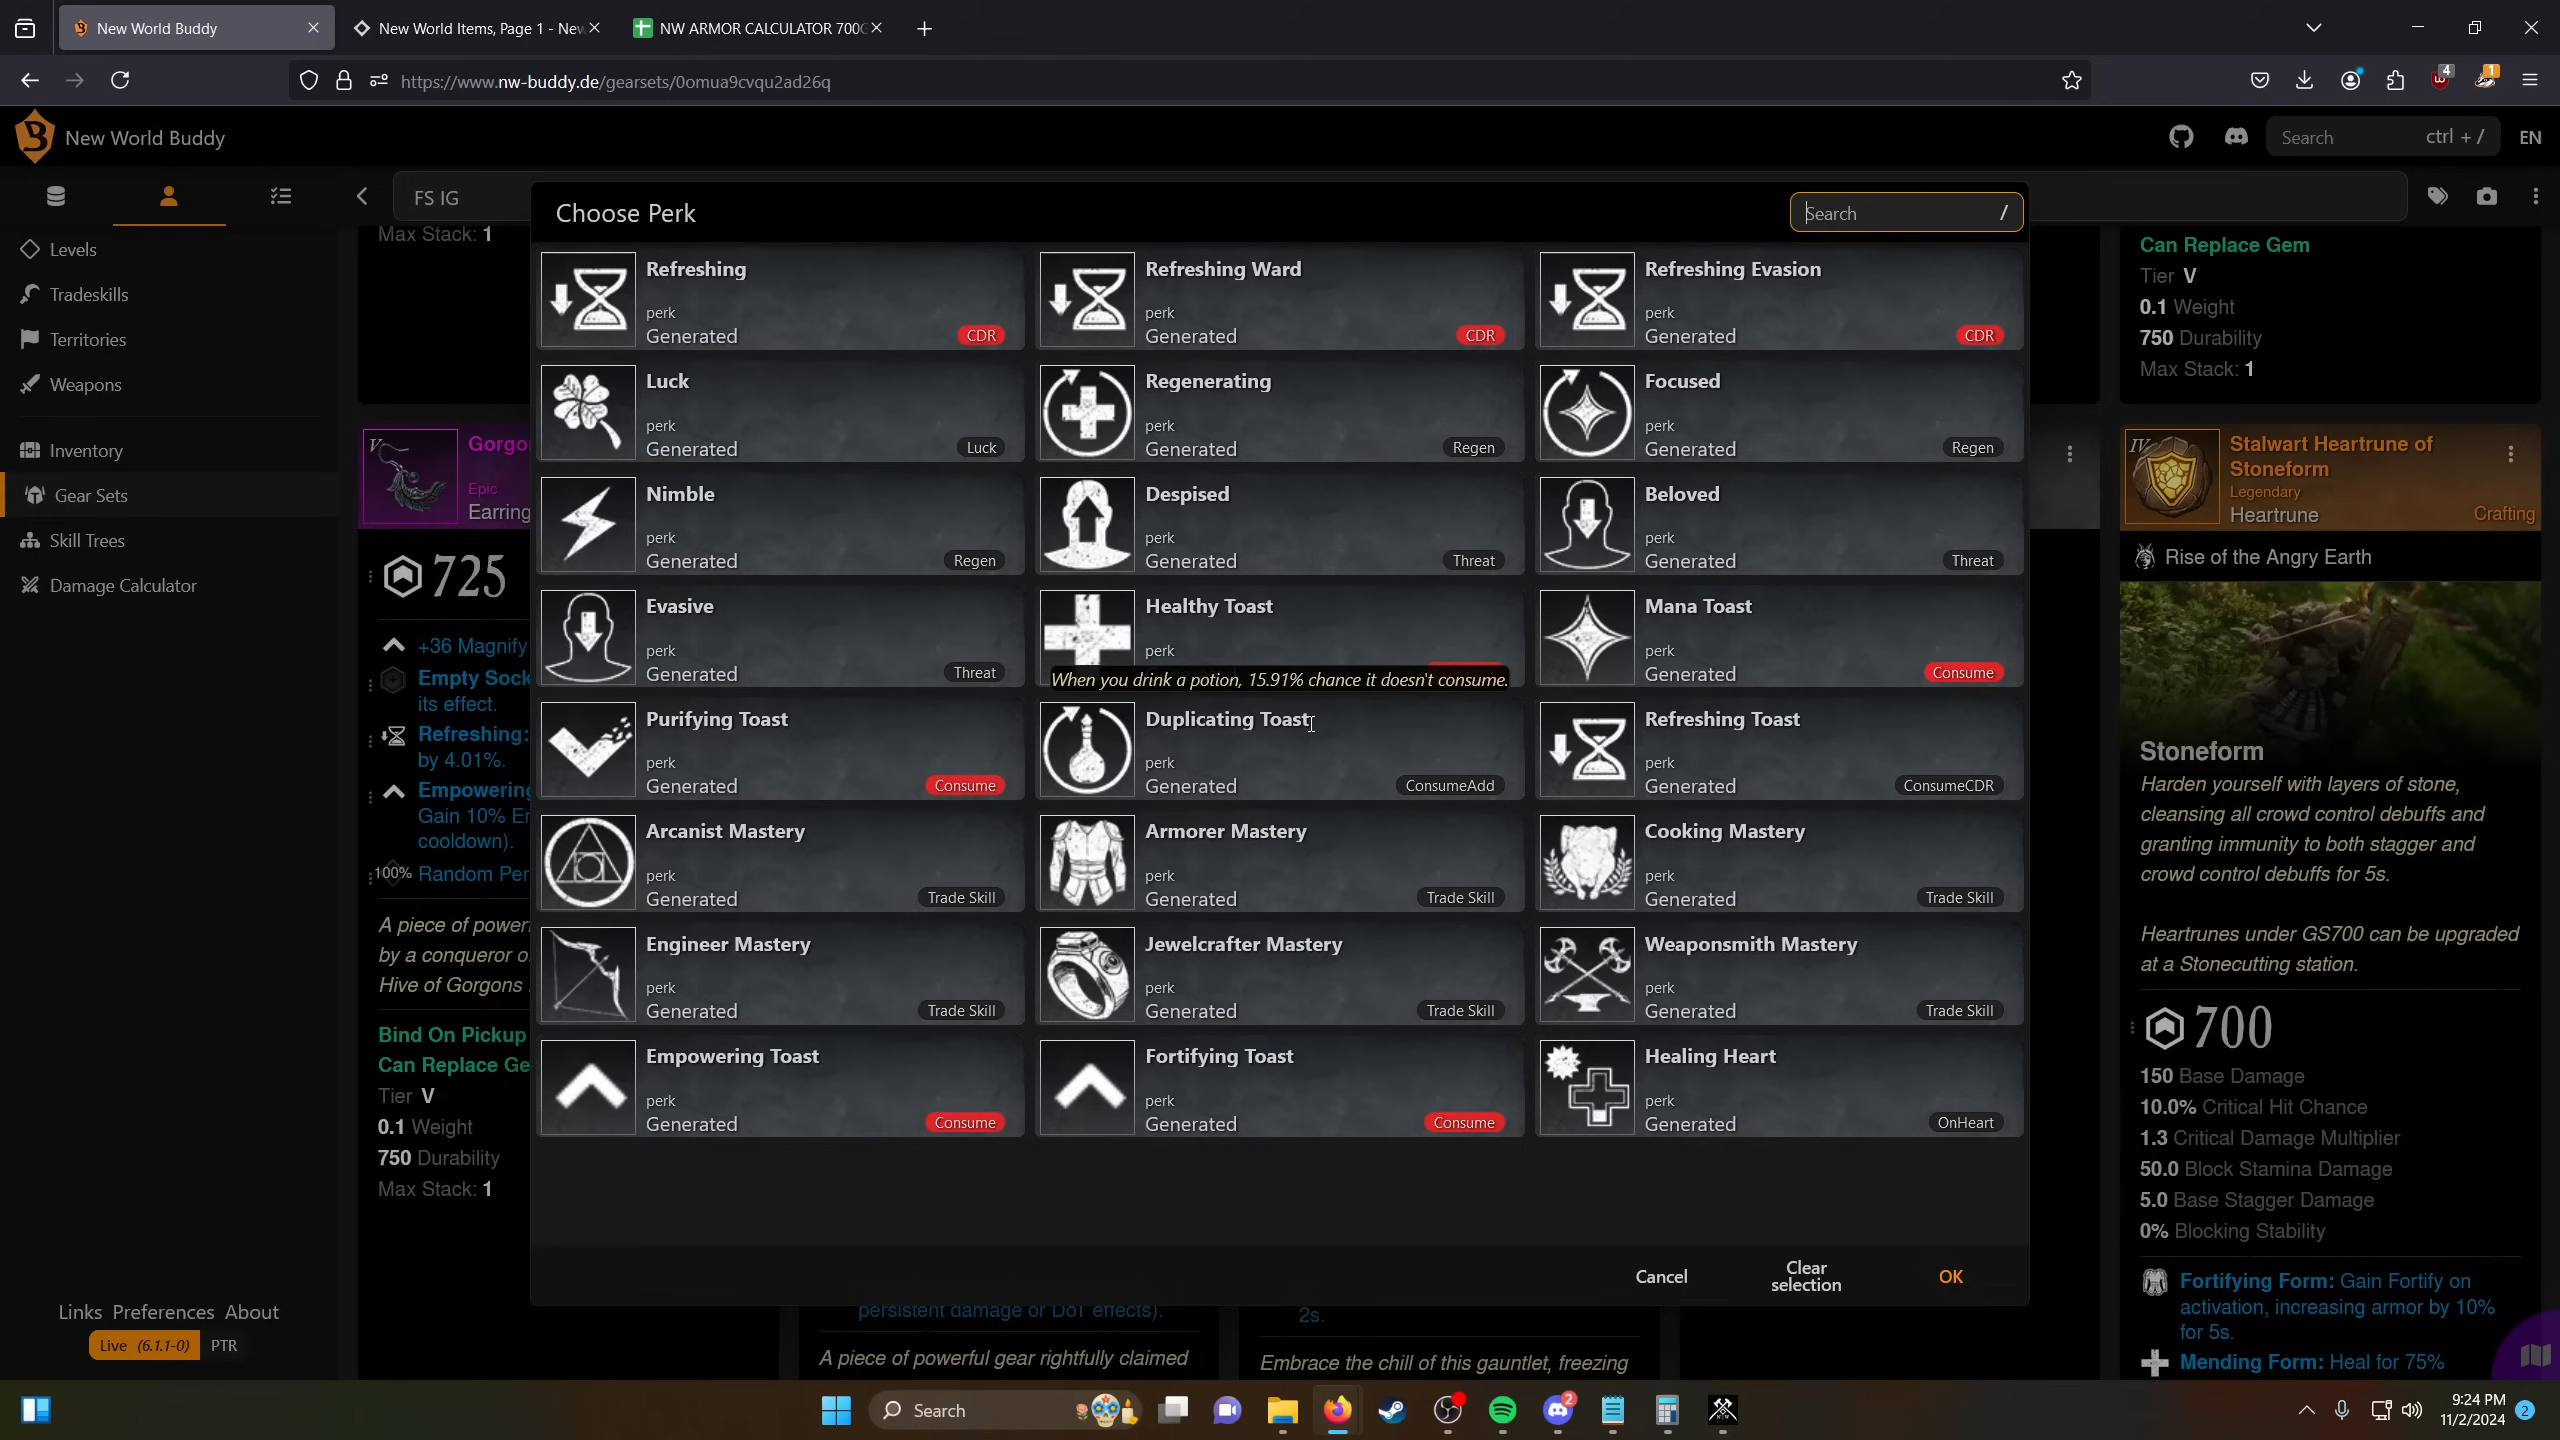 New World Buddy
New World Items, Page 1 - New
NW ARMOR CALCULATOR 700G
https://www.nw-buddy.de/gearsets/0omua9cvqu2ad26q
4
1
New World Buddy
Search ctrl + /
EN
FS IG
Levels
Tradeskills
Territories
Weapons
Inventory
Gear Sets
Skill Trees
Damage Calculator
Links Preferences About
Live (6.1.1-0) PTR
Max Stack: 1
V
Gorgo
Epic
Earring
725
+36 Magnify
Empty Sock
its effect.
Refreshing:
by 4.01%.
Empowering
Gain 10% E
cooldown).
100% Random Per
A piece of power
by a conqueror o
Hive of Gorgons
Bind On Pickup
Can Replace Ge
Tier V
0.1 Weight
750 Durability
Max Stack: 1
Choose Perk
Search /
Refreshing
perk
Generated
CDR
Refreshing Ward
perk
Generated
CDR
Refreshing Evasion
perk
Generated
CDR
Luck
perk
Generated
Luck
Regenerating
perk
Generated
Regen
Focused
perk
Generated
Regen
Nimble
perk
Generated
Regen
Despised
perk
Generated
Threat
Beloved
perk
Generated
Threat
Evasive
perk
Generated
Threat
Healthy Toast
perk
When you drink a potion, 15.91% chance it doesn't consume.
Mana Toast
perk
Generated
Consume
Purifying Toast
perk
Generated
Consume
Duplicating Toast
perk
Generated
ConsumeAdd
Refreshing Toast
perk
Generated
ConsumeCDR
Arcanist Mastery
perk
Generated
Trade Skill
Armorer Mastery
perk
Generated
Trade Skill
Cooking Mastery
perk
Generated
Trade Skill
Engineer Mastery
perk
Generated
Trade Skill
Jewelcrafter Mastery
perk
Generated
Trade Skill
Weaponsmith Mastery
perk
Generated
Trade Skill
Empowering Toast
perk
Generated
Consume
Fortifying Toast
perk
Generated
Consume
Healing Heart
perk
Generated
OnHeart
Cancel
Clear
selection
OK
persistent damage or DoT effects).
A piece of powerful gear rightfully claimed
2s.
Embrace the chill of this gauntlet, freezing
Can Replace Gem
Tier V
0.1 Weight
750 Durability
Max Stack: 1
IV
Stalwart Heartrune of
Stoneform
Legendary
Heartrune
Crafting
Rise of the Angry Earth
Stoneform
Harden yourself with layers of stone,
cleansing all crowd control debuffs and
granting immunity to both stagger and
crowd control debuffs for 5s.
Heartrunes under GS700 can be upgraded
at a Stonecutting station.
700
150 Base Damage
10.0% Critical Hit Chance
1.3 Critical Damage Multiplier
50.0 Block Stamina Damage
5.0 Base Stagger Damage
0% Blocking Stability
Fortifying Form: Gain Fortify on
activation, increasing armor by 10%
for 5s.
Mending Form: Heal for 75%
Search
2
9:24 PM
11/2/2024
2